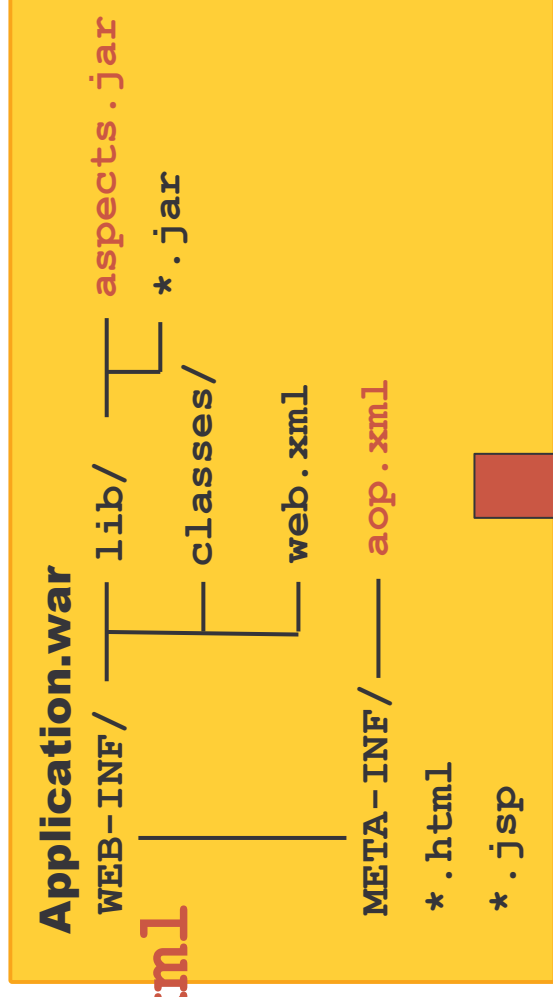 Application.war
WEB-INF/ lib/ aspects.jar
*.jar
classes/
web.xml
META-INF/ aop.xml
*.html
*.jsp